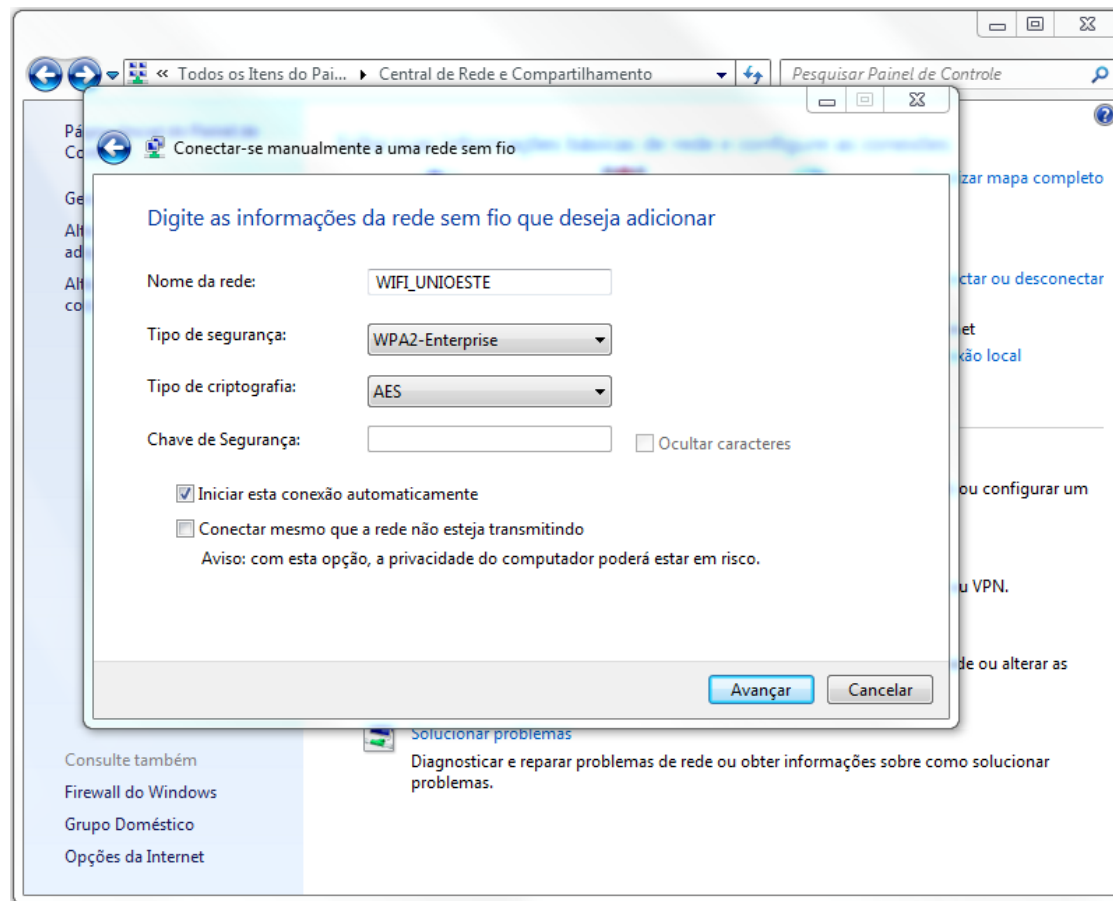 « Todos os Itens do Pai... Central de Rede e Compartilhamento Pesquisar Painel de Controle
Conectar-se manualmente a uma rede sem fio
zar mapa completo
Digite as informações da rede sem fio que deseja adicionar
Nome da rede: WIFI_UNIOESTE
ctar ou desconectar
Tipo de segurança: WPA2-Enterprise
et
xão local
Tipo de criptografia: AES
Chave de Segurança: Ocultar caracteres
Iniciar esta conexão automaticamente
ou configurar um
Conectar mesmo que a rede não esteja transmitindo
Aviso: com esta opção, a privacidade do computador poderá estar em risco.
u VPN.
de ou alterar as
Avançar Cancelar
Solucionar problemas
Diagnosticar e reparar problemas de rede ou obter informações sobre como solucionar
problemas.
Consulte também
Firewall do Windows
Grupo Doméstico
Opções da Internet